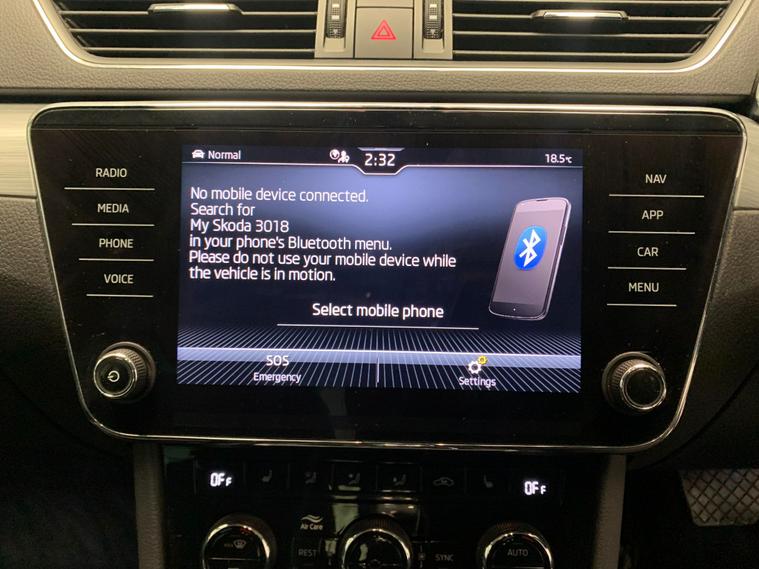 RADIO
MEDIA
PHONE
VOICE
Normal
2:32
18.5°C
No mobile device connected.
Search for
My Skoda 3018
in your phone's Bluetooth menu.
Please do not use your mobile device while
the vehicle is in motion.
Select mobile phone
SOS
Emergency
Settings
NAV
APP
CAR
MENU
OFF
OFF
Air Care
REST
SYNC
AUTO